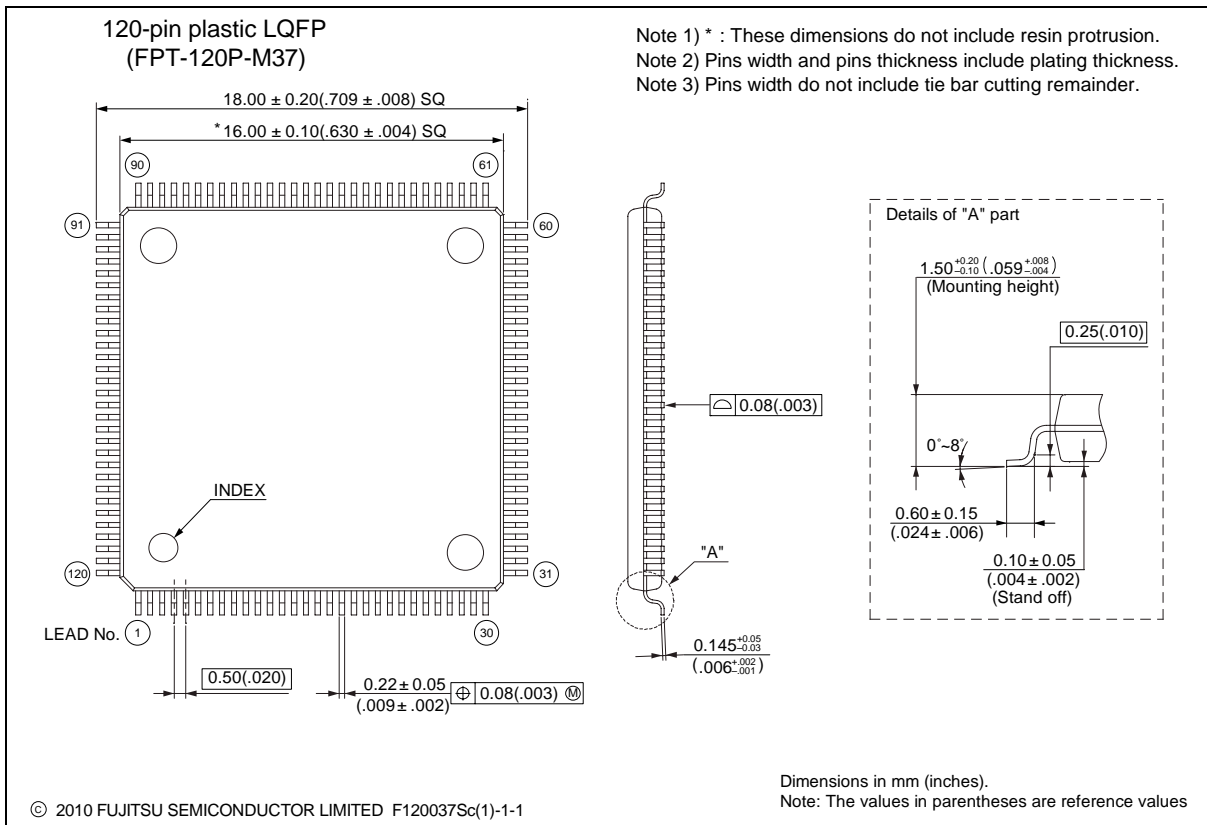 120-pin plastic LQFP
(FPT-120P-M37)
Note 1) * : These dimensions do not include resin protrusion.
Note 2) Pins width and pins thickness include plating thickness.
Note 3) Pins width do not include tie bar cutting remainder.
18.00 ± 0.20(.709 ± .008) SQ
*16.00 ± 0.10(.630 ± .004) SQ
90
61
91
60
INDEX
120
31
LEAD No.
1
30
0.50(.020)
0.22 ± 0.05
(.009 ± .002)
⌖ 0.08(.003) Ⓜ
⌓ 0.08(.003)
"A"
0.145 +0.05 -0.03
(.006 +.002 -.001)
Details of "A" part
1.50 +0.20 -0.10 (.059 +.008 -.004)
(Mounting height)
0.25(.010)
0°~8°
0.60 ± 0.15
(.024 ± .006)
0.10 ± 0.05
(.004 ± .002)
(Stand off)
© 2010 FUJITSU SEMICONDUCTOR LIMITED F120037Sc(1)-1-1
Dimensions in mm (inches).
Note: The values in parentheses are reference values